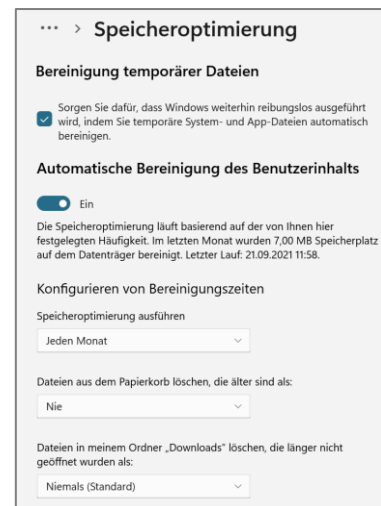 ··· > Speicheroptimierung
Bereinigung temporärer Dateien
Sorgen Sie dafür, dass Windows weiterhin reibungslos ausgeführt
wird, indem Sie temporäre System- und App-Dateien automatisch
bereinigen.
Automatische Bereinigung des Benutzerinhalts
Ein
Die Speicheroptimierung läuft basierend auf der von Ihnen hier
festgelegten Häufigkeit. Im letzten Monat wurden 7,00 MB Speicherplatz
auf dem Datenträger bereinigt. Letzter Lauf: 21.09.2021 11:58.
Konfigurieren von Bereinigungszeiten
Speicheroptimierung ausführen
Jeden Monat
Dateien aus dem Papierkorb löschen, die älter sind als:
Nie
Dateien in meinem Ordner „Downloads“ löschen, die länger nicht
geöffnet wurden als:
Niemals (Standard)